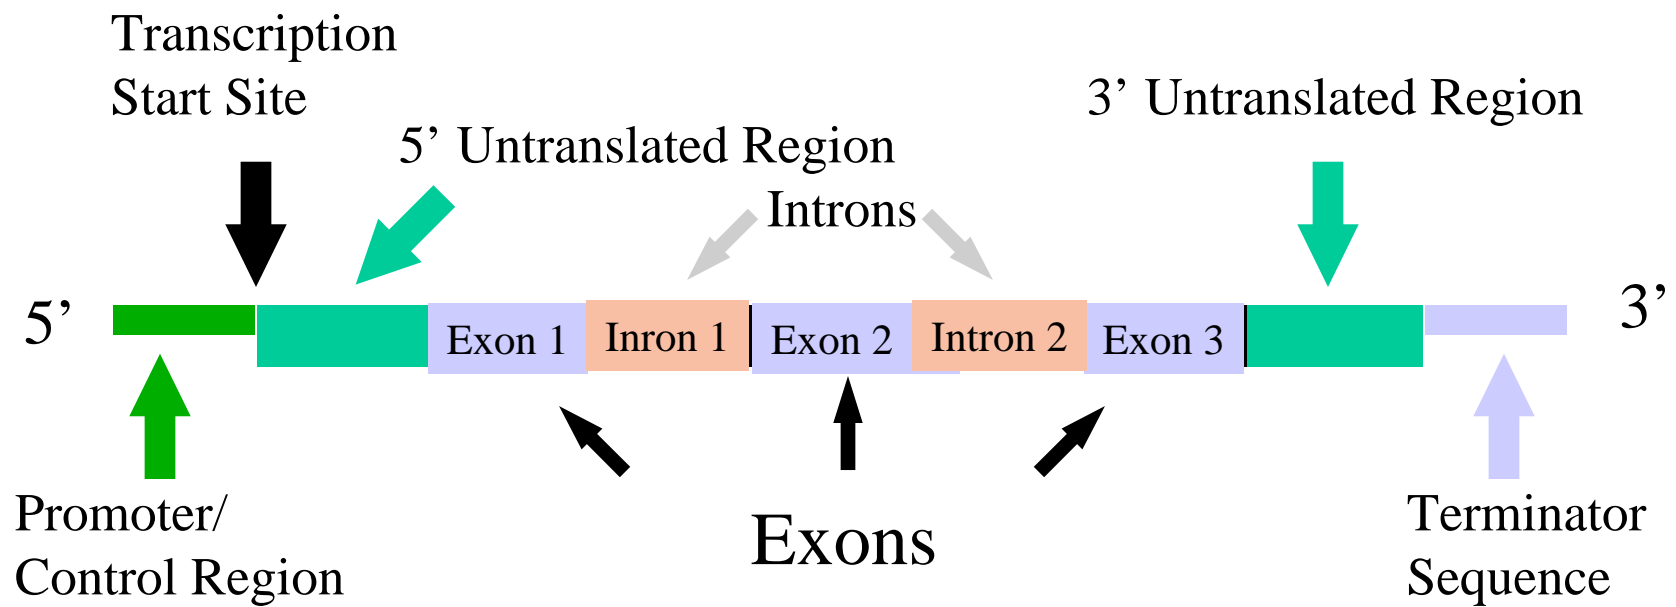 Transcription
Start Site
3’ Untranslated Region
5’ Untranslated Region
Introns
5’
Exon 1
Inron 1
Exon 2
Intron 2
Exon 3
3’
Promoter/
Control Region
Exons
Terminator
Sequence